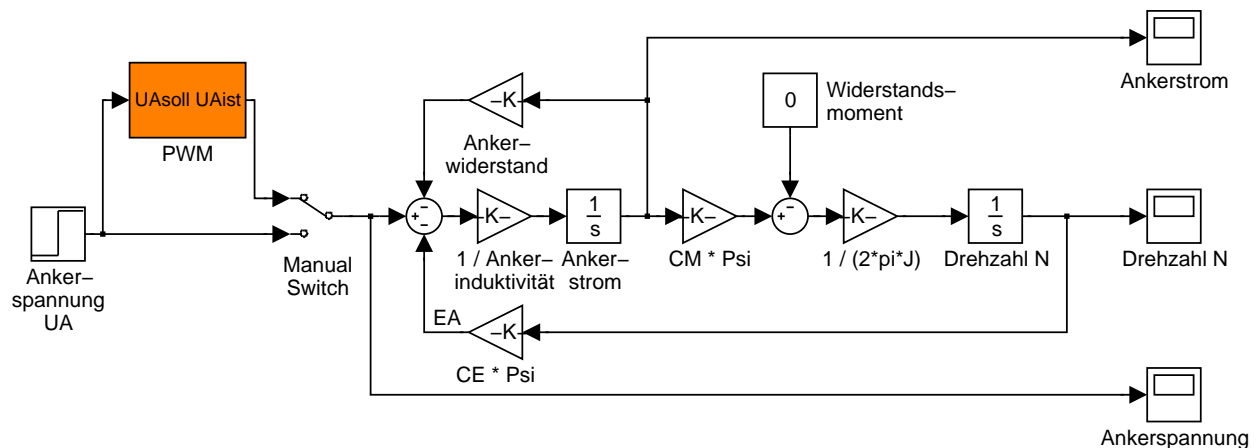 Ankerstrom
UAsoll UAist
PWM
−K−
Anker−
widerstand
0
Widerstands−
moment
Anker−
spannung
UA
Manual
Switch
+
−
−
−K−
1 / Anker−
induktivität
1
s
Anker−
strom
−K−
CM * Psi
+
−
−K−
1 / (2*pi*J)
1
s
Drehzahl N
Drehzahl N
EA
−K−
CE * Psi
Ankerspannung